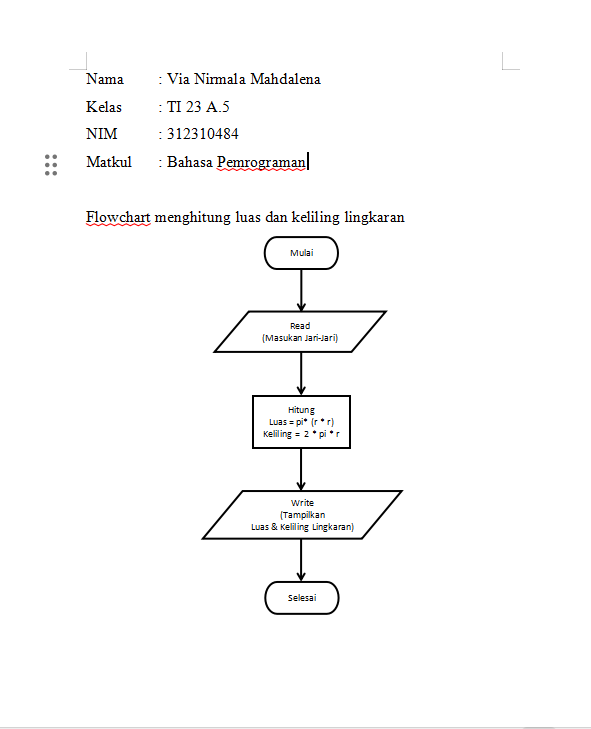 Nama : Via Nirmala Mahdalena
Kelas : TI 23 A.5
NIM : 312310484
Matkul : Bahasa Pemrograman
Flowchart menghitung luas dan keliling lingkaran
Mulai
Read
(Masukan Jari-Jari)
Hitung
Luas = pi* (r * r)
Keliling = 2 * pi * r
Write
(Tampilkan
Luas & Keliling Lingkaran)
Selesai